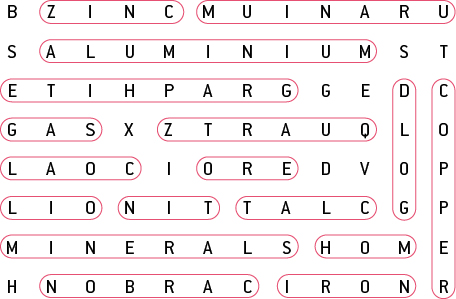 B Z I N C M U I N A R U
S A L U M I N I U M S T
E T I H P A R G G E D C
G A S X Z T R A U Q L O
L A O C I O R E D V O P
L I O N I T T A L C G P
M I N E R A L S H O M E
H N O B R A C I R O N R